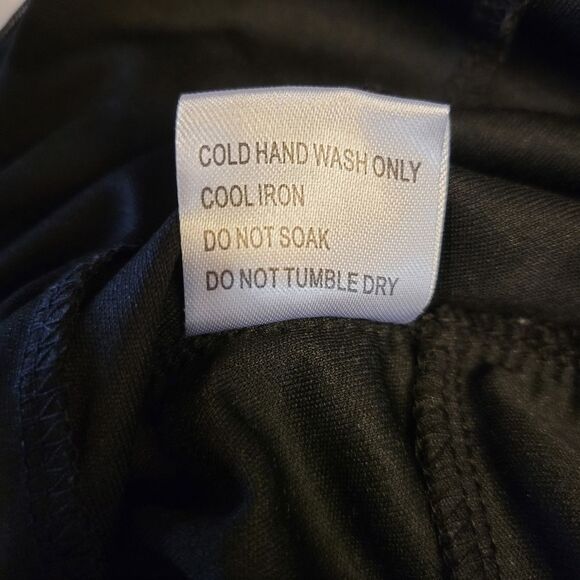 COLD HAND WASH ONLY
COOL IRON
DO NOT SOAK
DO NOT TUMBLE DRY